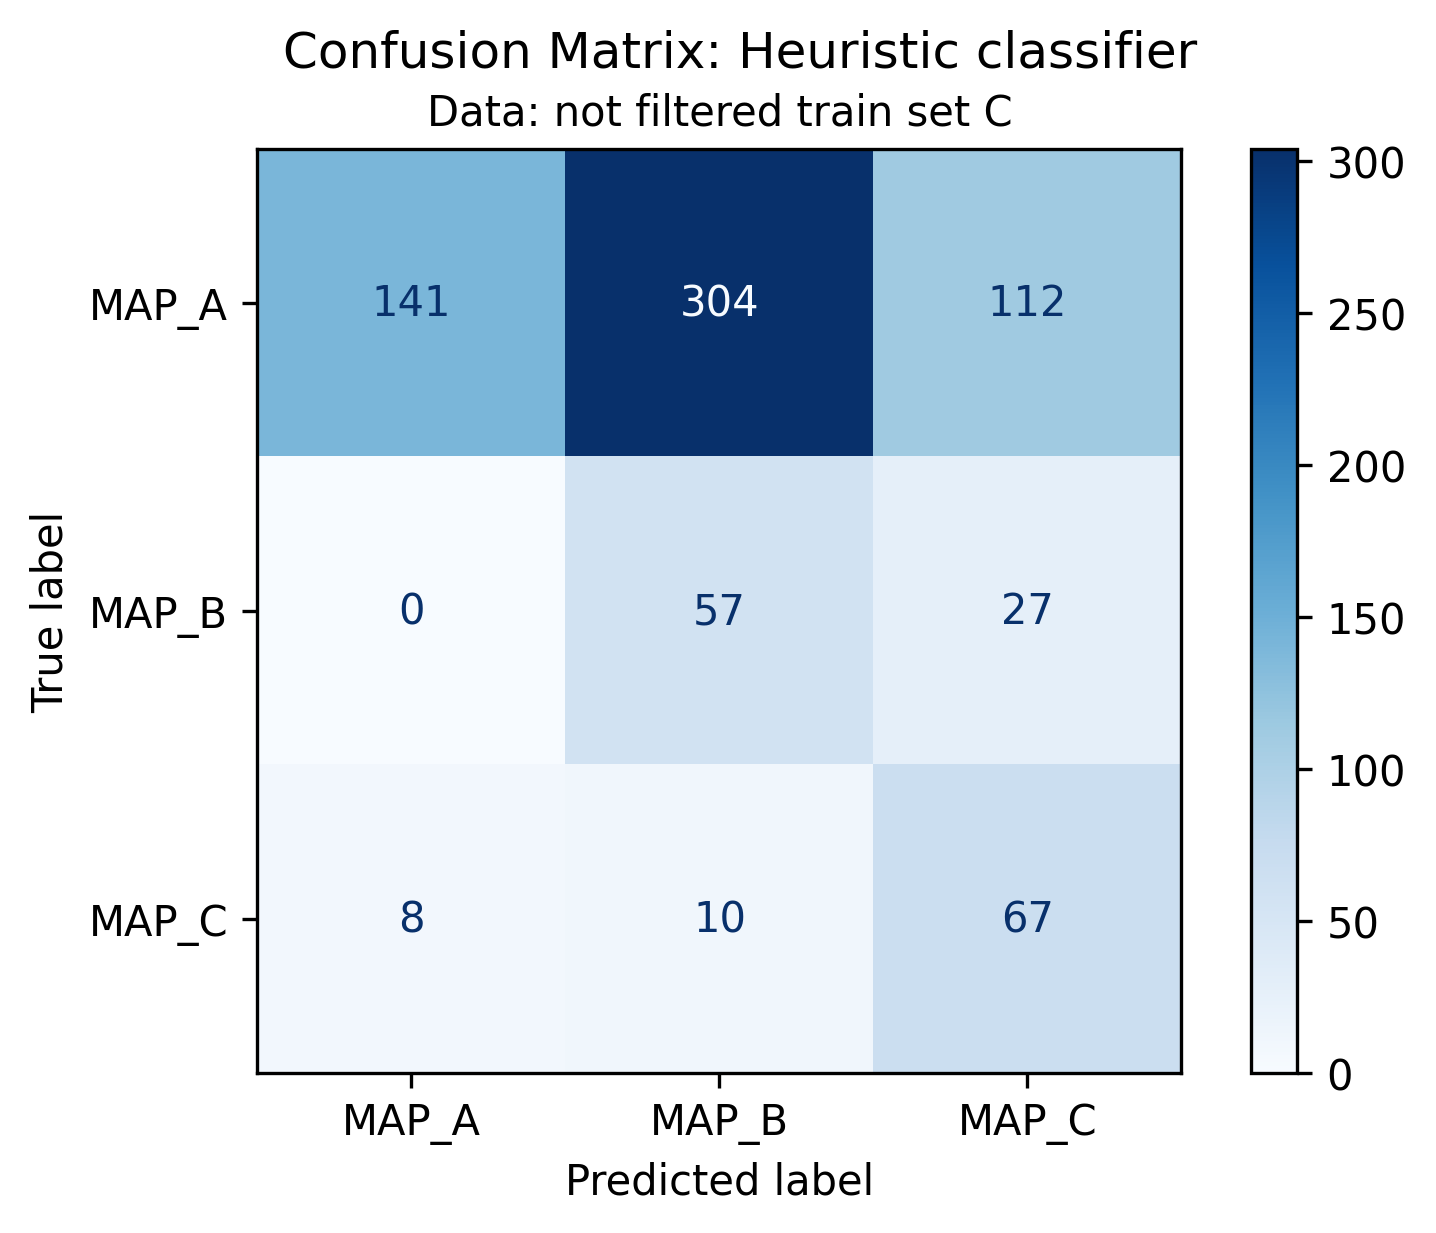 Confusion Matrix: Heuristic classifier
Data: not filtered train set C
True label
MAP_A
141
304
112
MAP_B
0
57
27
MAP_C
8
10
67
MAP_A
MAP_B
MAP_C
Predicted label
300
250
200
150
100
50
0